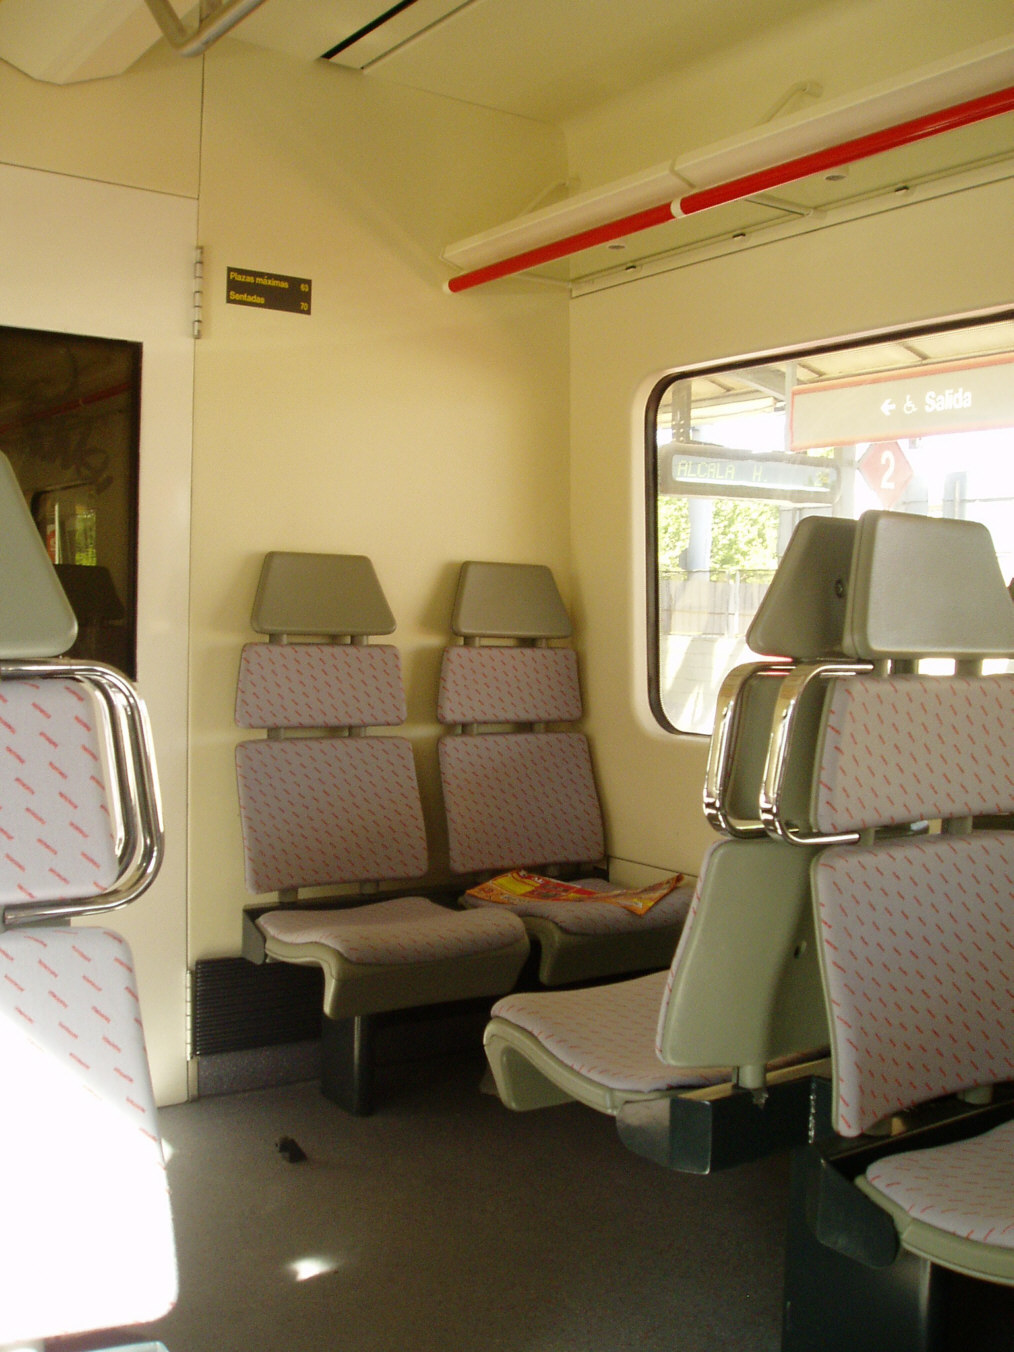 Plazas máximas 63
Sentadas 70
← Salida
ALCALA H.
2